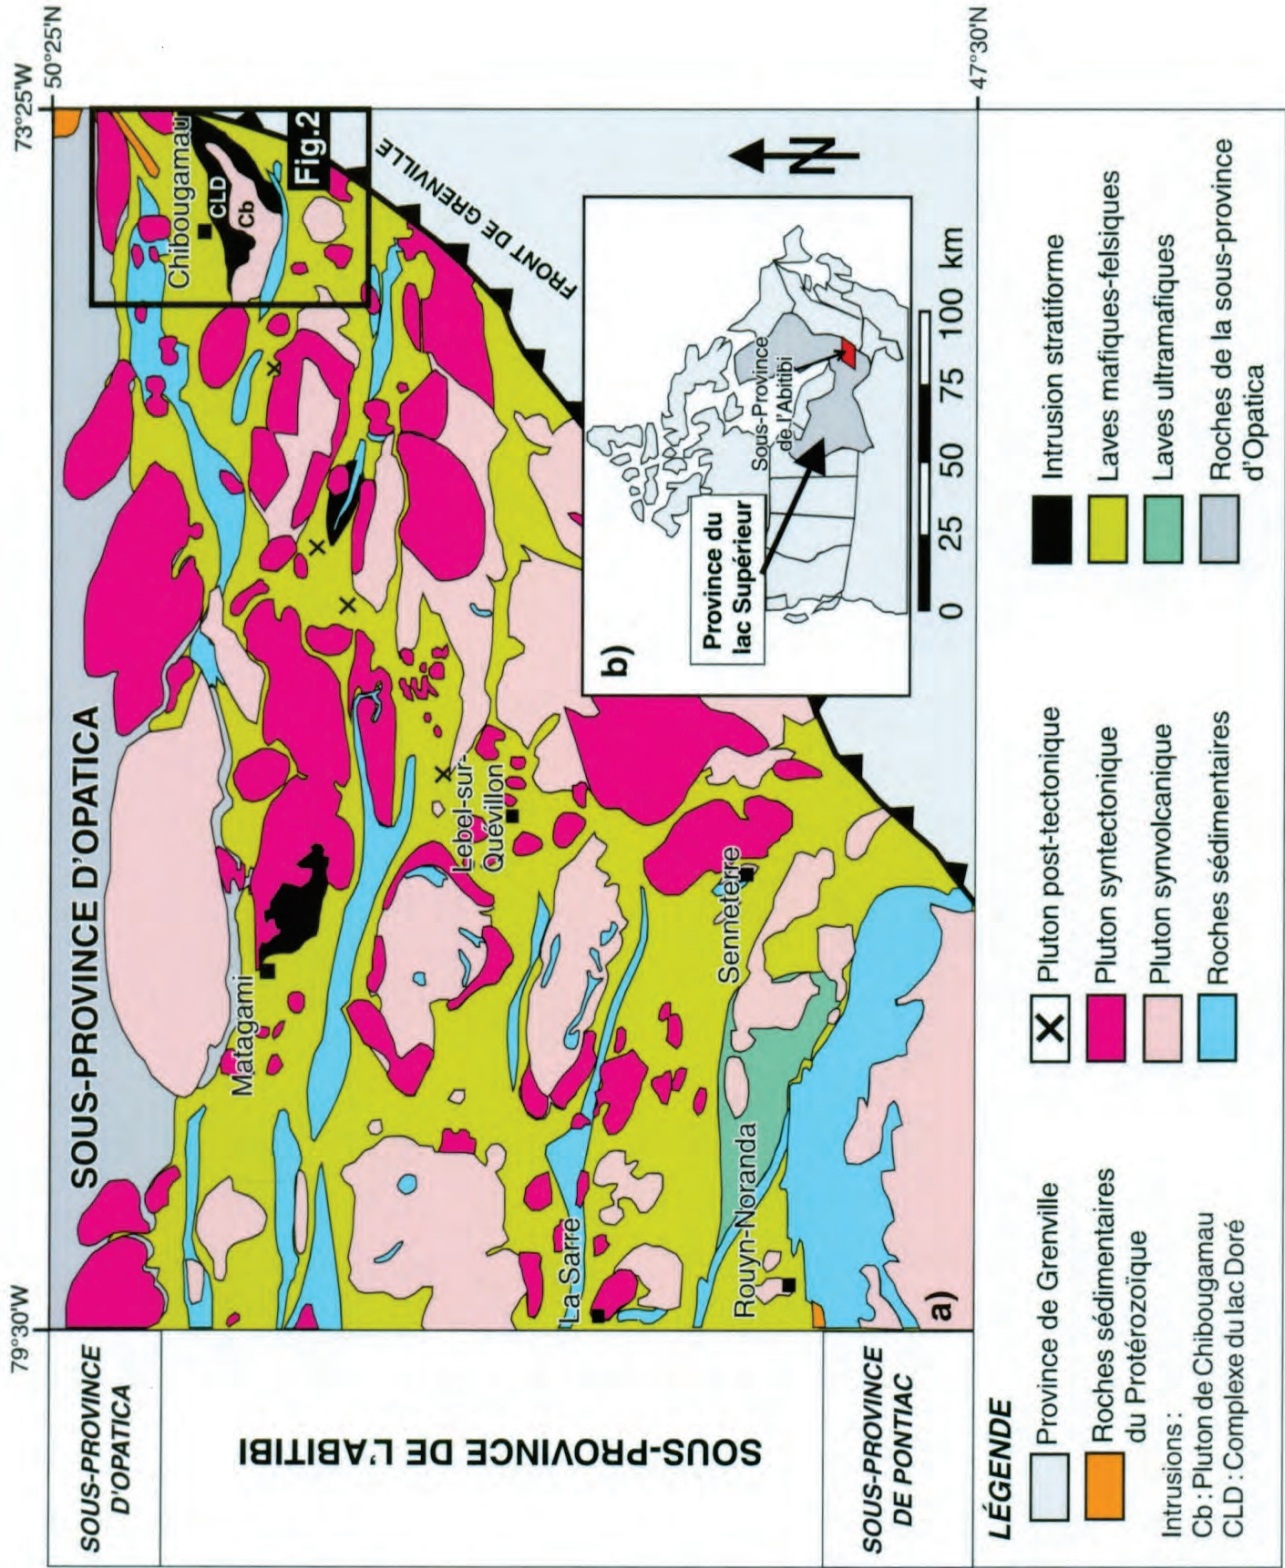 79°30'W
73°25'W
50°25'N
47°30'N
SOUS-PROVINCE
D'OPATICA
SOUS-PROVINCE DE L'ABITIBI
SOUS-PROVINCE
DE PONTIAC
SOUS-PROVINCE D'OPATICA
Chibougamau
CLD
Cb
Fig.2
FRONT DE GRENVILLE
Matagami
Lebel-sur-
Quévillon
La Sarre
Senneterre
Rouyn-Noranda
a)
b)
Province du
lac Supérieur
Sous-Province
de l'Abitibi
N
0 25 50 75 100 km
LÉGENDE
Province de Grenville
Roches sédimentaires
du Protérozoïque
Intrusions :
Cb : Pluton de Chibougamau
CLD : Complexe du lac Doré
Pluton post-tectonique
Pluton syntectonique
Pluton synvolcanique
Roches sédimentaires
Intrusion stratiforme
Laves mafiques-felsiques
Laves ultramafiques
Roches de la sous-province
d'Opatica